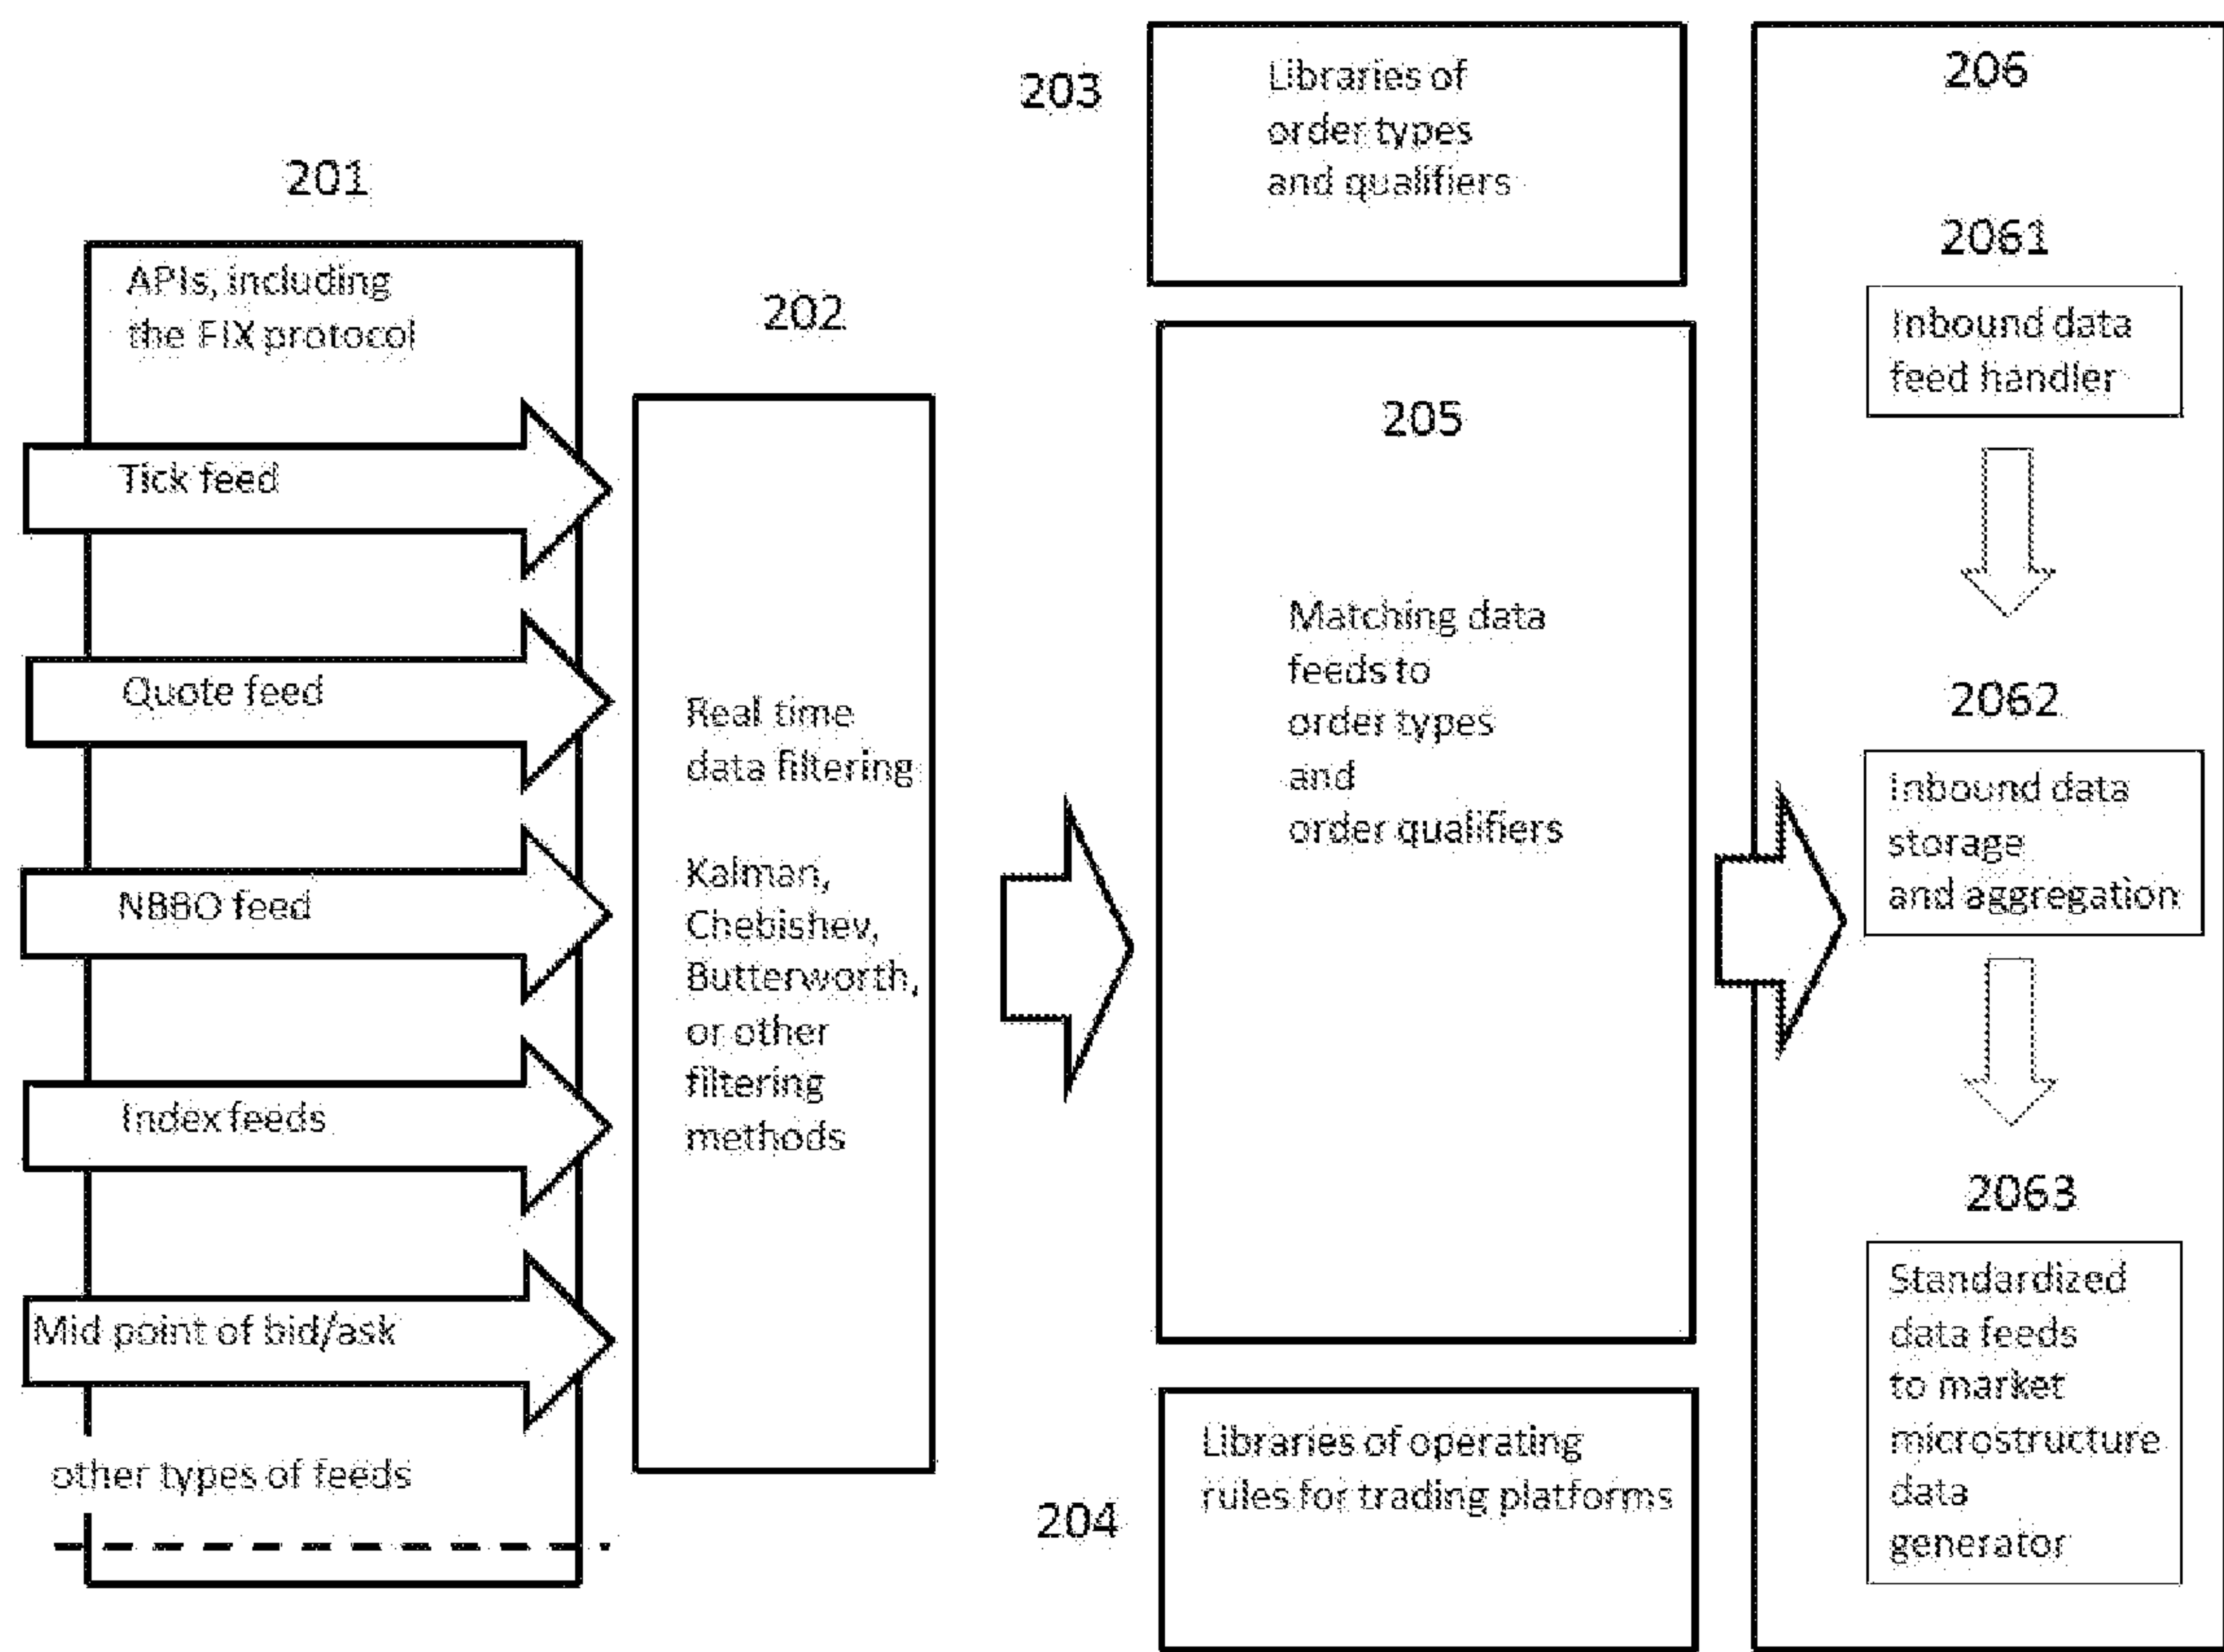 201
APIs, including
the FIX protocol
Tick feed
Quote feed
NBBO feed
Index feeds
Mid point of bid/ask
other types of feeds
202
Real time
data filtering
Kalman,
Chebishev,
Butterworth,
or other
filtering
methods
203
Libraries of
order types
and qualifiers
205
Matching data
feeds to
order types
and
order qualifiers
204
Libraries of operating
rules for trading platforms
206
2061
Inbound data
feed handler
2062
Inbound data
storage
and aggregation
2063
Standardized
data feeds
to market
microstructure
data
generator